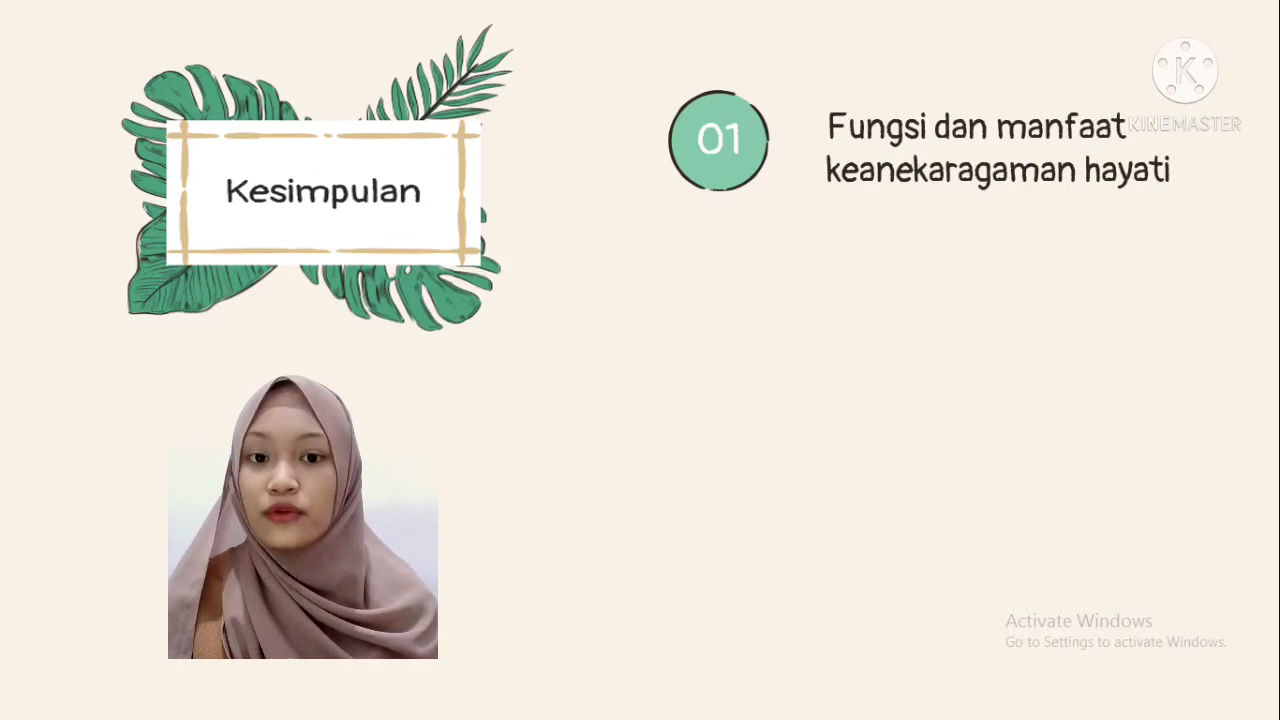 Kesimpulan
01
Fungsi dan manfaat
keanekaragaman hayati
K
KINEMASTER
Activate Windows
Go to Settings to activate Windows.